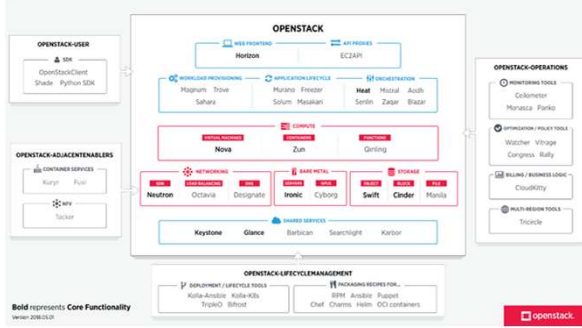 OPENSTACK
WEB FRONTEND
Horizon
API PROXIES
EC2API
WORKLOAD PROVISIONING
Magnum Trove
Sahara
APPLICATION LIFECYCLE
Murano Freezer
Solum Masakari
ORCHESTRATION
Heat Mistral Aodh
Senlin Zaqar Blazar
COMPUTE
VIRTUAL MACHINES
Nova
CONTAINERS
Zun
FUNCTIONS
Qinling
NETWORKING
SDN
Neutron
LOAD BALANCING
Octavia
DNS
Designate
BARE METAL
SERVERS
Ironic
GPUS
Cyborg
STORAGE
OBJECT
Swift
BLOCK
Cinder
FILE
Manila
SHARED SERVICES
Keystone Glance Barbican Searchlight Karbor
OPENSTACK-USER
SDK
OpenStackClient
Shade Python SDK
OPENSTACK-ADJACENTENABLERS
CONTAINER SERVICES
Kuryr Fuxi
NFV
Tacker
OPENSTACK-OPERATIONS
MONITORING TOOLS
Ceilometer
Monasca Panko
OPTIMIZATION / POLICY TOOLS
Watcher Vitrage
Congress Rally
BILLING / BUSINESS LOGIC
CloudKitty
MULTI-REGION TOOLS
Tricircle
OPENSTACK-LIFECYCLEMANAGEMENT
DEPLOYMENT / LIFECYCLE TOOLS
Kolla-Ansible Kolla-K8s
TripleO Bifrost
PACKAGING RECIPES FOR...
RPM Ansible Puppet
Chef Charms Helm OCI containers
Bold represents Core Functionality
Version 2018.05.01
openstack.